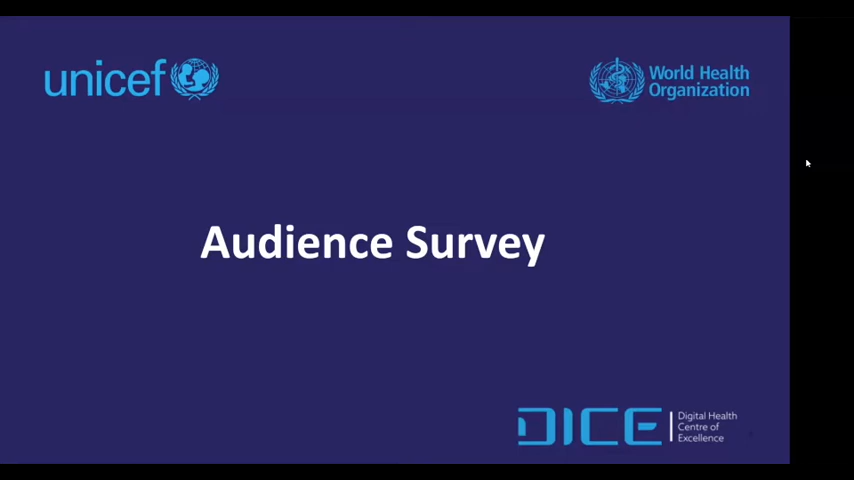 unicef
World Health
Organization
Audience Survey
DICE
Digital Health
Centre of
Excellence